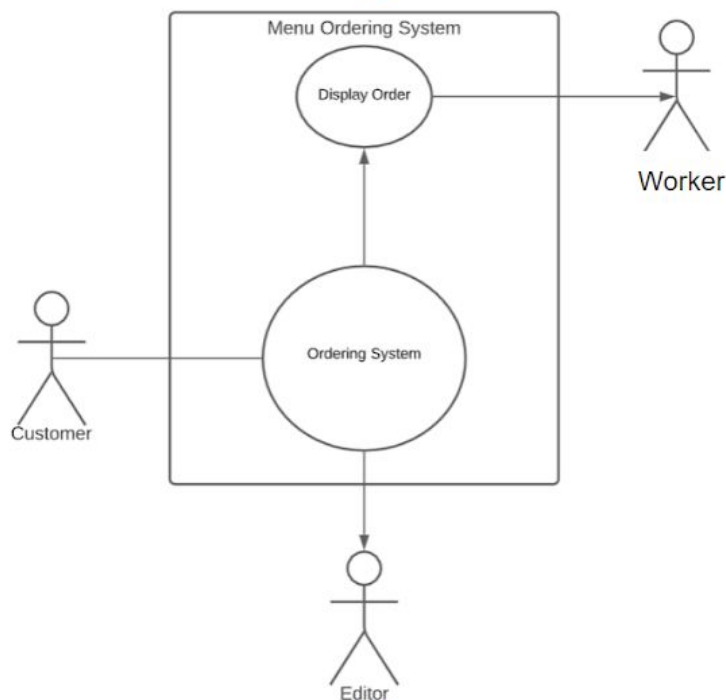 Menu Ordering System
Display Order
Worker
Ordering System
Customer
Editor